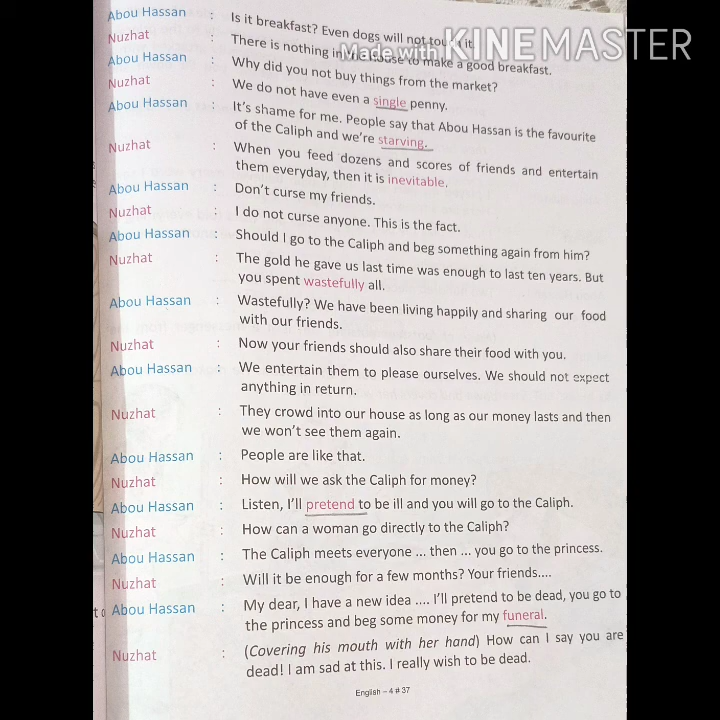 Abou Hassan : Is it breakfast? Even dogs will not touch it.
Nuzhat : There is nothing in the house to make a good breakfast.
Made with KINEMASTER
Abou Hassan : Why did you not buy things from the market?
Nuzhat : We do not have even a single penny.
Abou Hassan : It's shame for me. People say that Abou Hassan is the favourite
of the Caliph and we're starving.
Nuzhat : When you feed dozens and scores of friends and entertain
them everyday, then it is inevitable.
Abou Hassan : Don't curse my friends.
Nuzhat : I do not curse anyone. This is the fact.
Abou Hassan : Should I go to the Caliph and beg something again from him?
Nuzhat : The gold he gave us last time was enough to last ten years. But
you spent wastefully all.
Abou Hassan : Wastefully? We have been living happily and sharing our food
with our friends.
Nuzhat : Now your friends should also share their food with you.
Abou Hassan : We entertain them to please ourselves. We should not expect
anything in return.
Nuzhat : They crowd into our house as long as our money lasts and then
we won't see them again.
Abou Hassan : People are like that.
Nuzhat : How will we ask the Caliph for money?
Abou Hassan : Listen, I'll pretend to be ill and you will go to the Caliph.
Nuzhat : How can a woman go directly to the Caliph?
Abou Hassan : The Caliph meets everyone ... then ... you go to the princess.
Nuzhat : Will it be enough for a few months? Your friends....
Abou Hassan : My dear, I have a new idea .... I'll pretend to be dead, you go to
the princess and beg some money for my funeral.
Nuzhat : (Covering his mouth with her hand) How can I say you are
dead! I am sad at this. I really wish to be dead.
English – 4 # 37